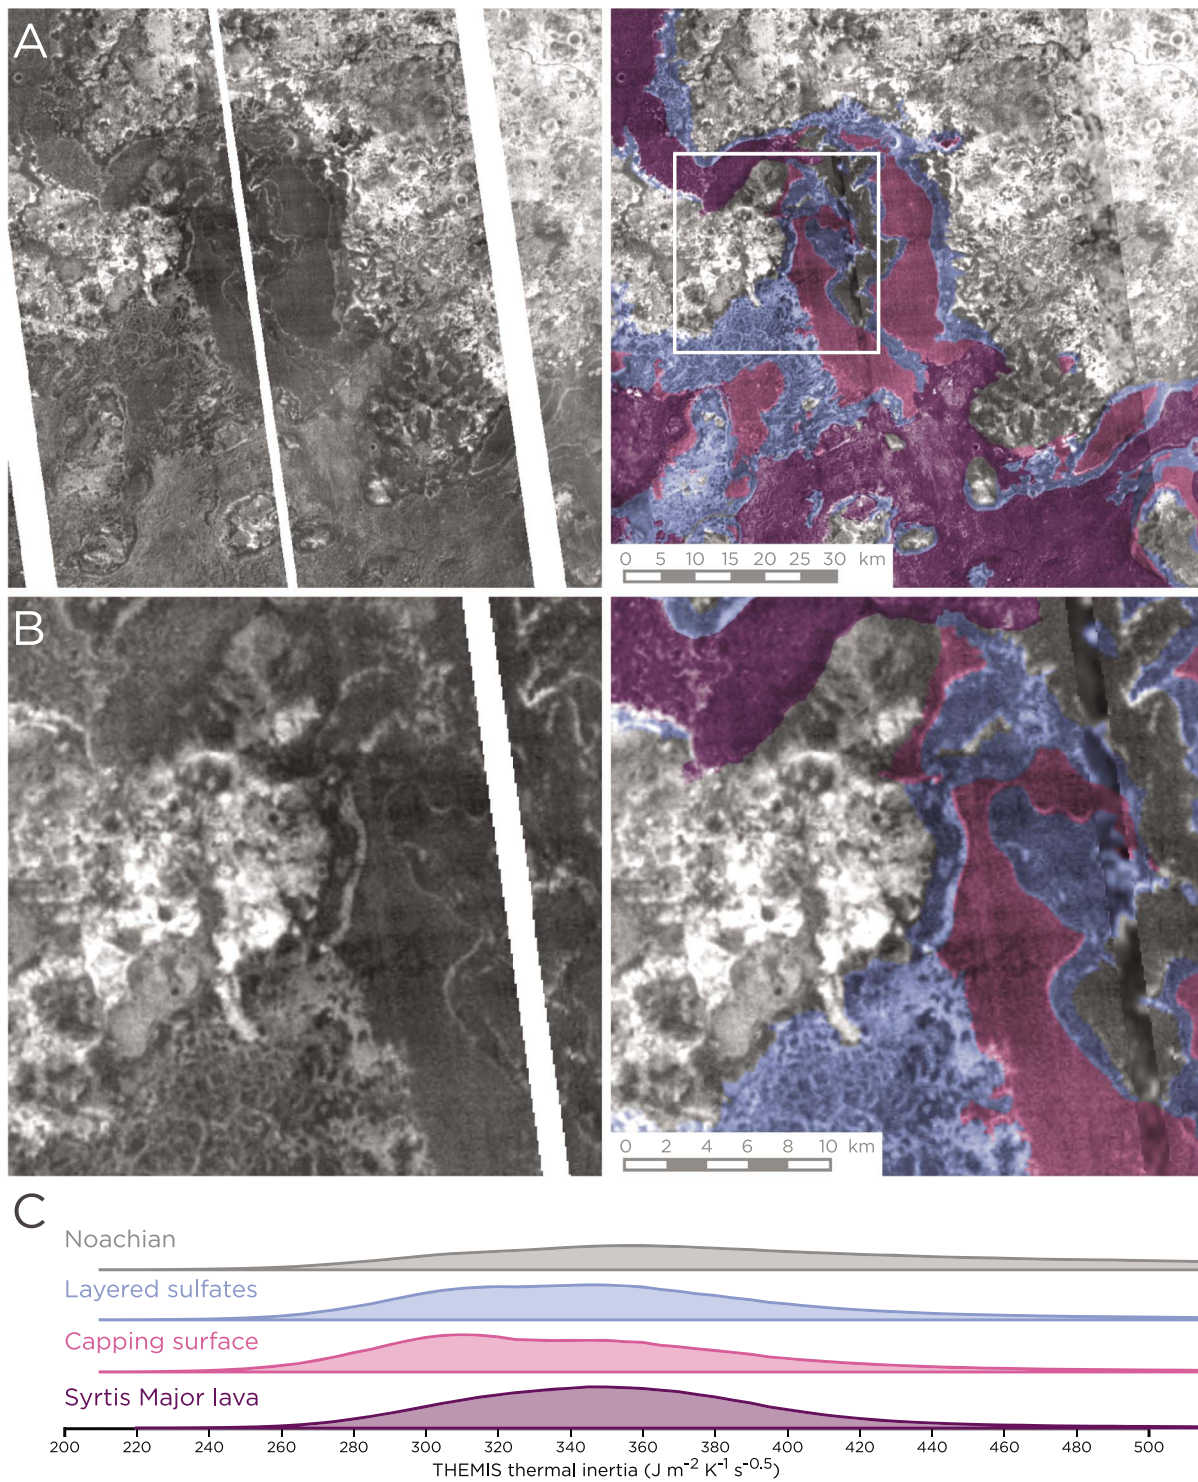 A
0 5 10 15 20 25 30 km
B
0 2 4 6 8 10 km
C
Noachian
Layered sulfates
Capping surface
Syrtis Major lava
200 220 240 260 280 300 320 340 360 380 400 420 440 460 480 500
THEMIS thermal inertia (J m⁻² K⁻¹ s⁻⁰·⁵)